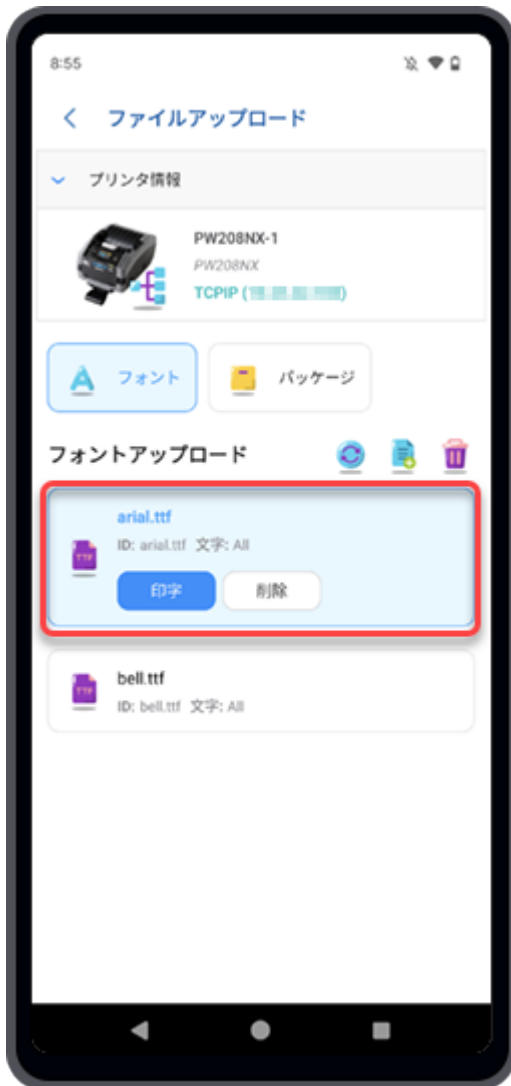 8:55
ファイルアップロード
プリンタ情報
PW208NX-1
PW208NX
TCPIP ( )
フォント
パッケージ
フォントアップロード
arial.ttf
TTF
ID: arial.ttf 文字: All
印字
削除
bell.ttf
TTF
ID: bell.ttf 文字: All